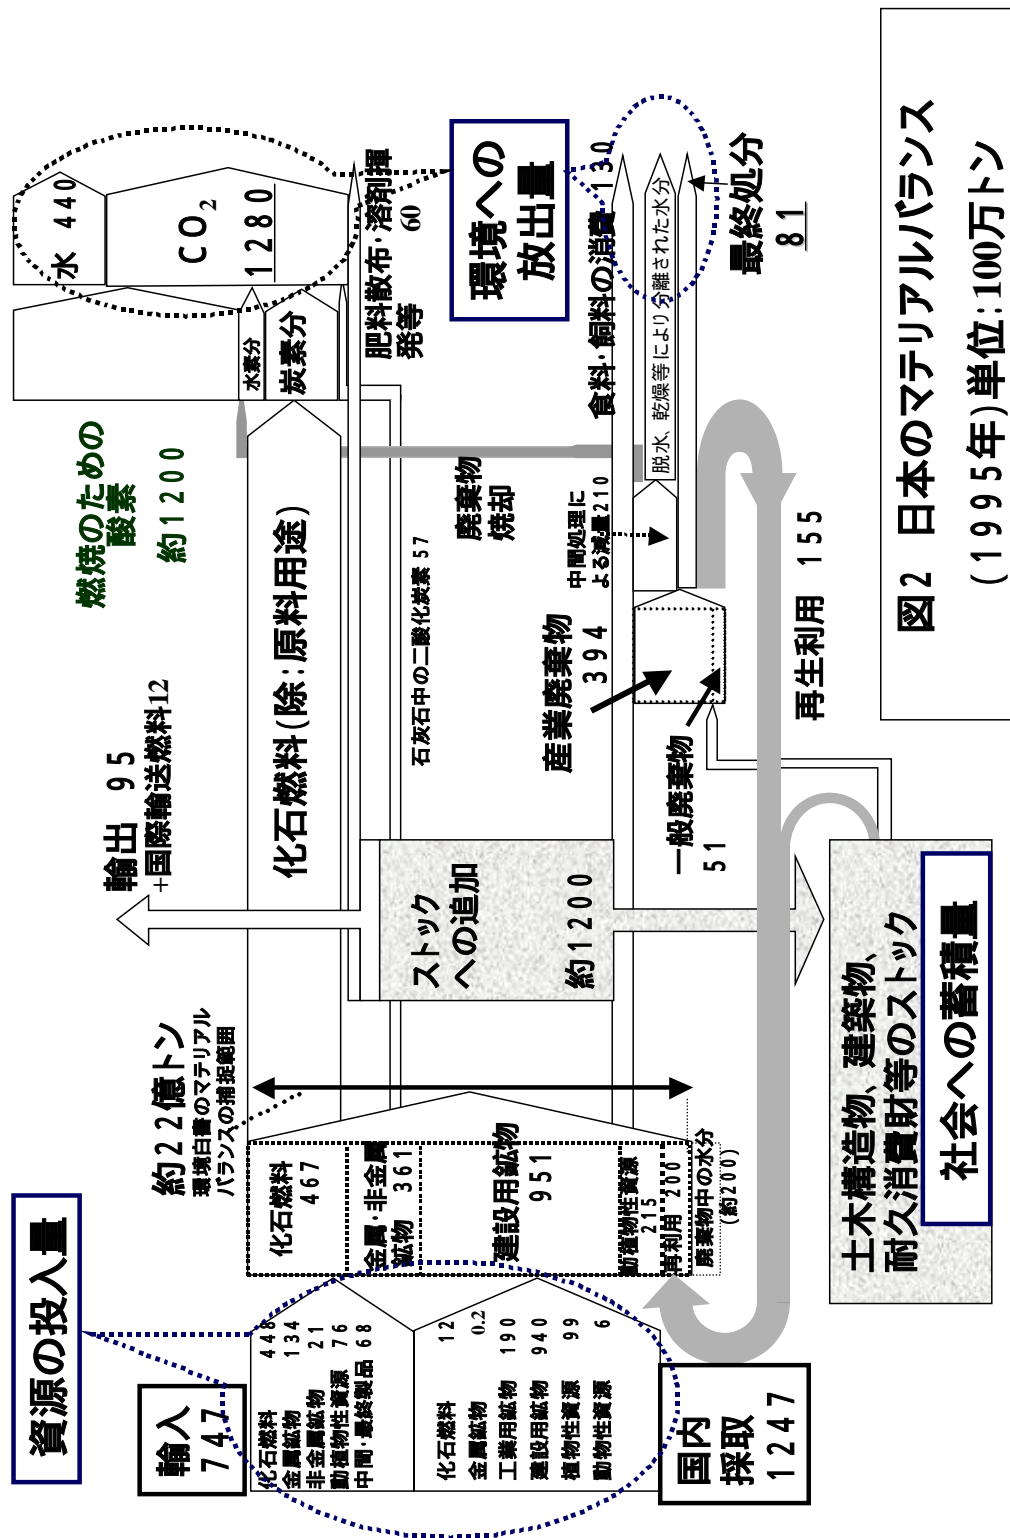 資源の投入量
輸入
747
化石燃料 448
金属鉱物 134
非金属鉱物 21
動植物性資源 76
中間・最終製品 68
化石燃料 12
金属鉱物 0.2
工業用鉱物 190
建設用鉱物 940
植物性資源 99
動物性資源 6
国内
採取
1247
約22億トン
環境白書のマテリアル
バランスの捕捉範囲
化石燃料
467
金属・非金属
鉱物 361
建設用鉱物
951
動植物性資源
215
再利用 200
廃棄物中の水分
(約200)
輸出 95
+国際輸送燃料12
ストック
への追加
約1200
土木構造物、建築物、
耐久消費財等のストック
社会への蓄積量
燃焼のための
酸素
約1200
化石燃料(除:原料用途)
石灰石中の二酸化炭素 57
廃棄物
焼却
産業廃棄物
394
一般廃棄物
51
中間処理に
よる減量210
再生利用 155
水 440
CO2
1280
水素分
炭素分
肥料散布・溶剤揮
発等 60
環境への
放出量
食料・飼料の消費 130
脱水、乾燥等により分離された水分
最終処分
81
図2 日本のマテリアルバランス
(1995年)単位:100万トン